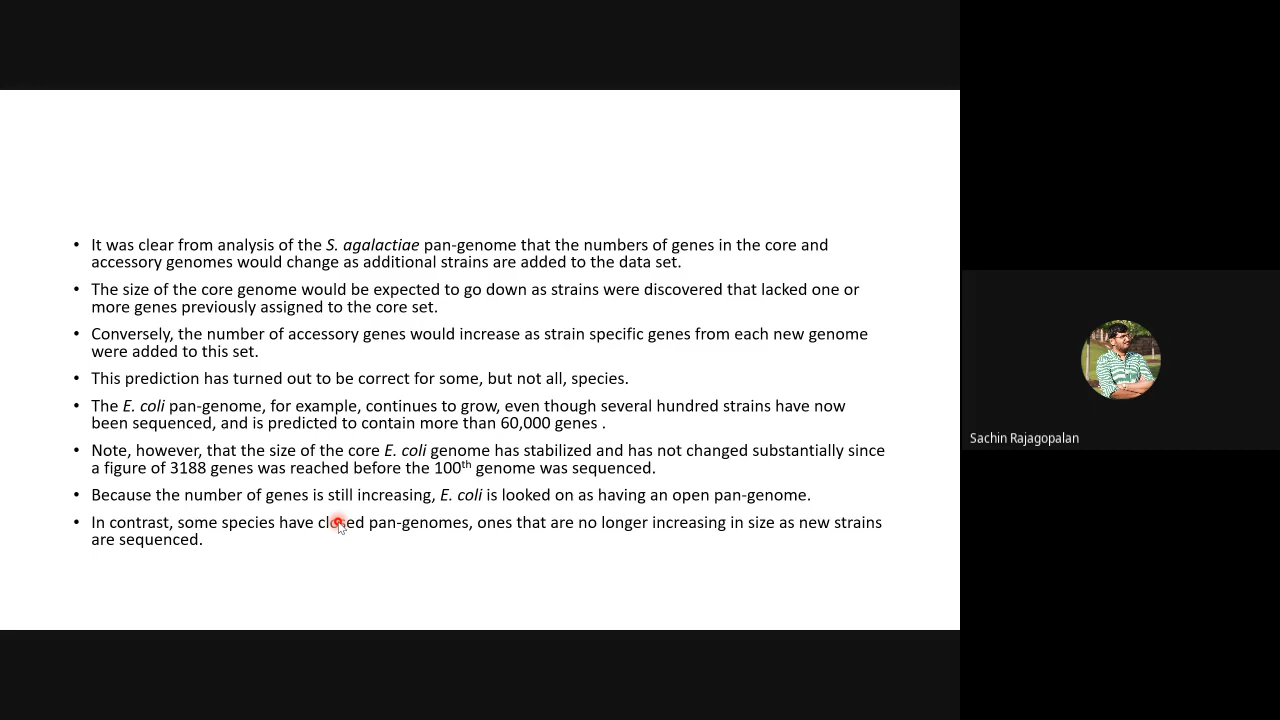 • It was clear from analysis of the S. agalactiae pan-genome that the numbers of genes in the core and
accessory genomes would change as additional strains are added to the data set.
• The size of the core genome would be expected to go down as strains were discovered that lacked one or
more genes previously assigned to the core set.
• Conversely, the number of accessory genes would increase as strain specific genes from each new genome
were added to this set.
• This prediction has turned out to be correct for some, but not all, species.
• The E. coli pan-genome, for example, continues to grow, even though several hundred strains have now
been sequenced, and is predicted to contain more than 60,000 genes .
• Note, however, that the size of the core E. coli genome has stabilized and has not changed substantially since
a figure of 3188 genes was reached before the 100th genome was sequenced.
• Because the number of genes is still increasing, E. coli is looked on as having an open pan-genome.
• In contrast, some species have closed pan-genomes, ones that are no longer increasing in size as new strains
are sequenced.
Sachin Rajagopalan